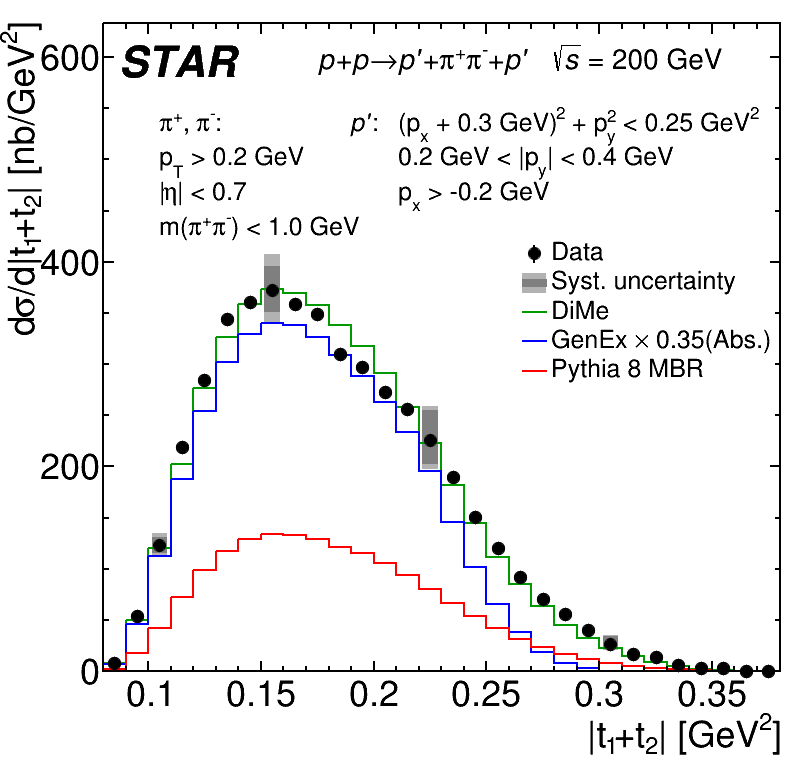 STAR p+p→p′+π⁺π⁻+p′ √s = 200 GeV
π⁺, π⁻: p′: (pₓ + 0.3 GeV)² + p_y² < 0.25 GeV²
p_T > 0.2 GeV 0.2 GeV < |p_y| < 0.4 GeV
|η| < 0.7 pₓ > -0.2 GeV
m(π⁺π⁻) < 1.0 GeV
Data
Syst. uncertainty
DiMe
GenEx × 0.35(Abs.)
Pythia 8 MBR
dσ/d|t₁+t₂| [nb/GeV²]
600
400
200
0
0.1 0.15 0.2 0.25 0.3 0.35
|t₁+t₂| [GeV²]